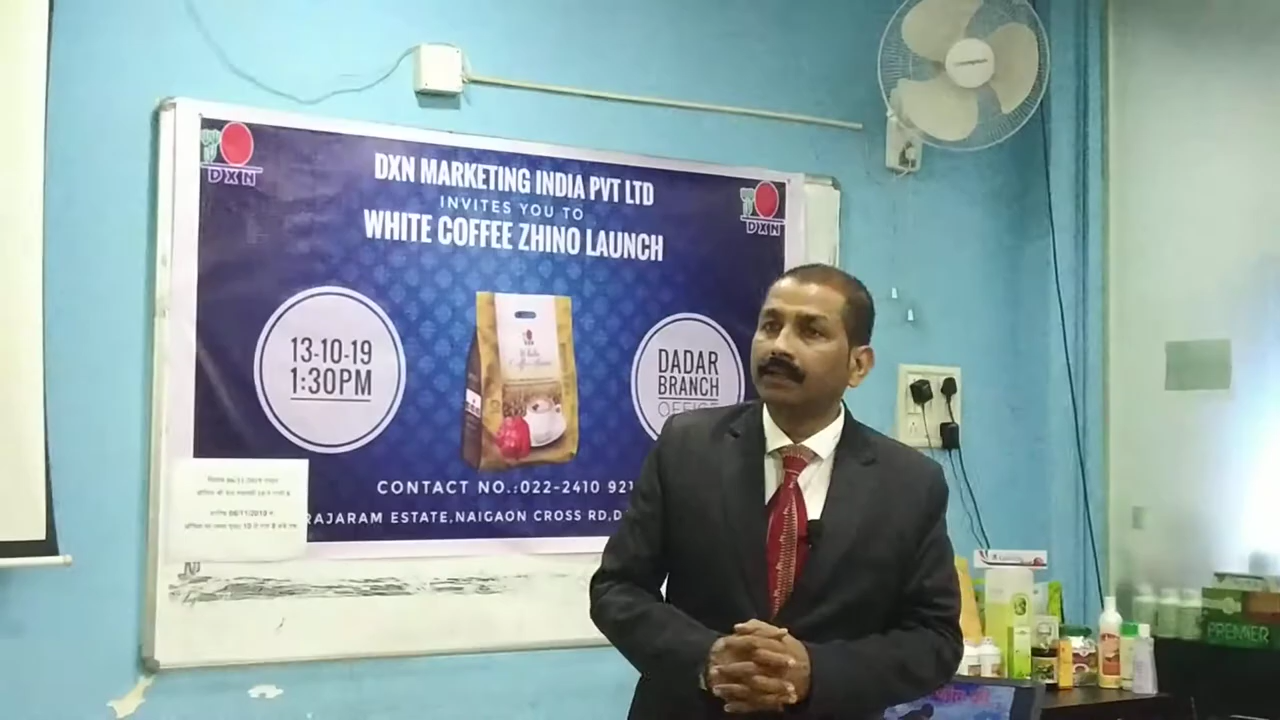 DXN
DXN MARKETING INDIA PVT LTD
INVITES YOU TO
WHITE COFFEE ZHINO LAUNCH
DXN
13-10-19
1:30PM
DADAR
BRANCH
OFFICE
CONTACT NO.:022-2410 921
RAJARAM ESTATE,NAIGAON CROSS RD,D
PREMIER